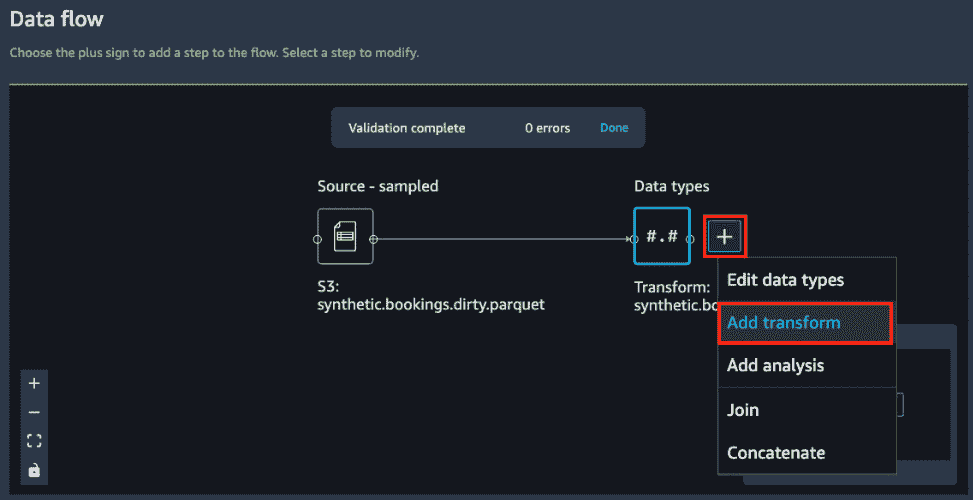 Data flow
Choose the plus sign to add a step to the flow. Select a step to modify.
Validation complete 0 errors Done
Source - sampled
Data types
#.#
S3:
synthetic.bookings.dirty.parquet
Transform:
synthetic.bo
Edit data types
Add transform
Add analysis
Join
Concatenate